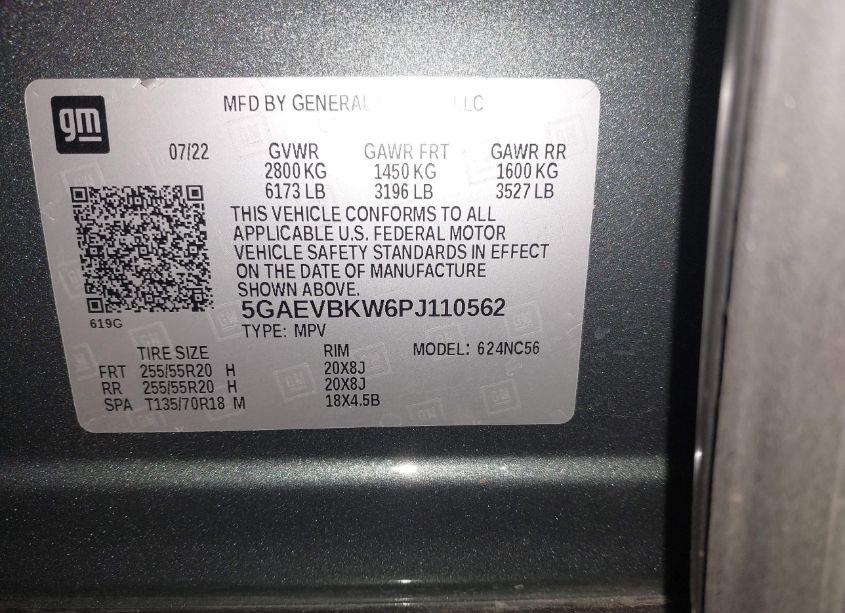 gm
MFD BY GENERAL LLC
07/22 GVWR GAWR FRT GAWR RR
2800 KG 1450 KG 1600 KG
6173 LB 3196 LB 3527 LB
THIS VEHICLE CONFORMS TO ALL
APPLICABLE U.S. FEDERAL MOTOR
VEHICLE SAFETY STANDARDS IN EFFECT
ON THE DATE OF MANUFACTURE
SHOWN ABOVE.
619G
5GAEVBKW6PJ110562
TYPE: MPV
TIRE SIZE RIM MODEL: 624NC56
FRT 255/55R20 H 20X8J
RR 255/55R20 H 20X8J
SPA T135/70R18 M 18X4.5B